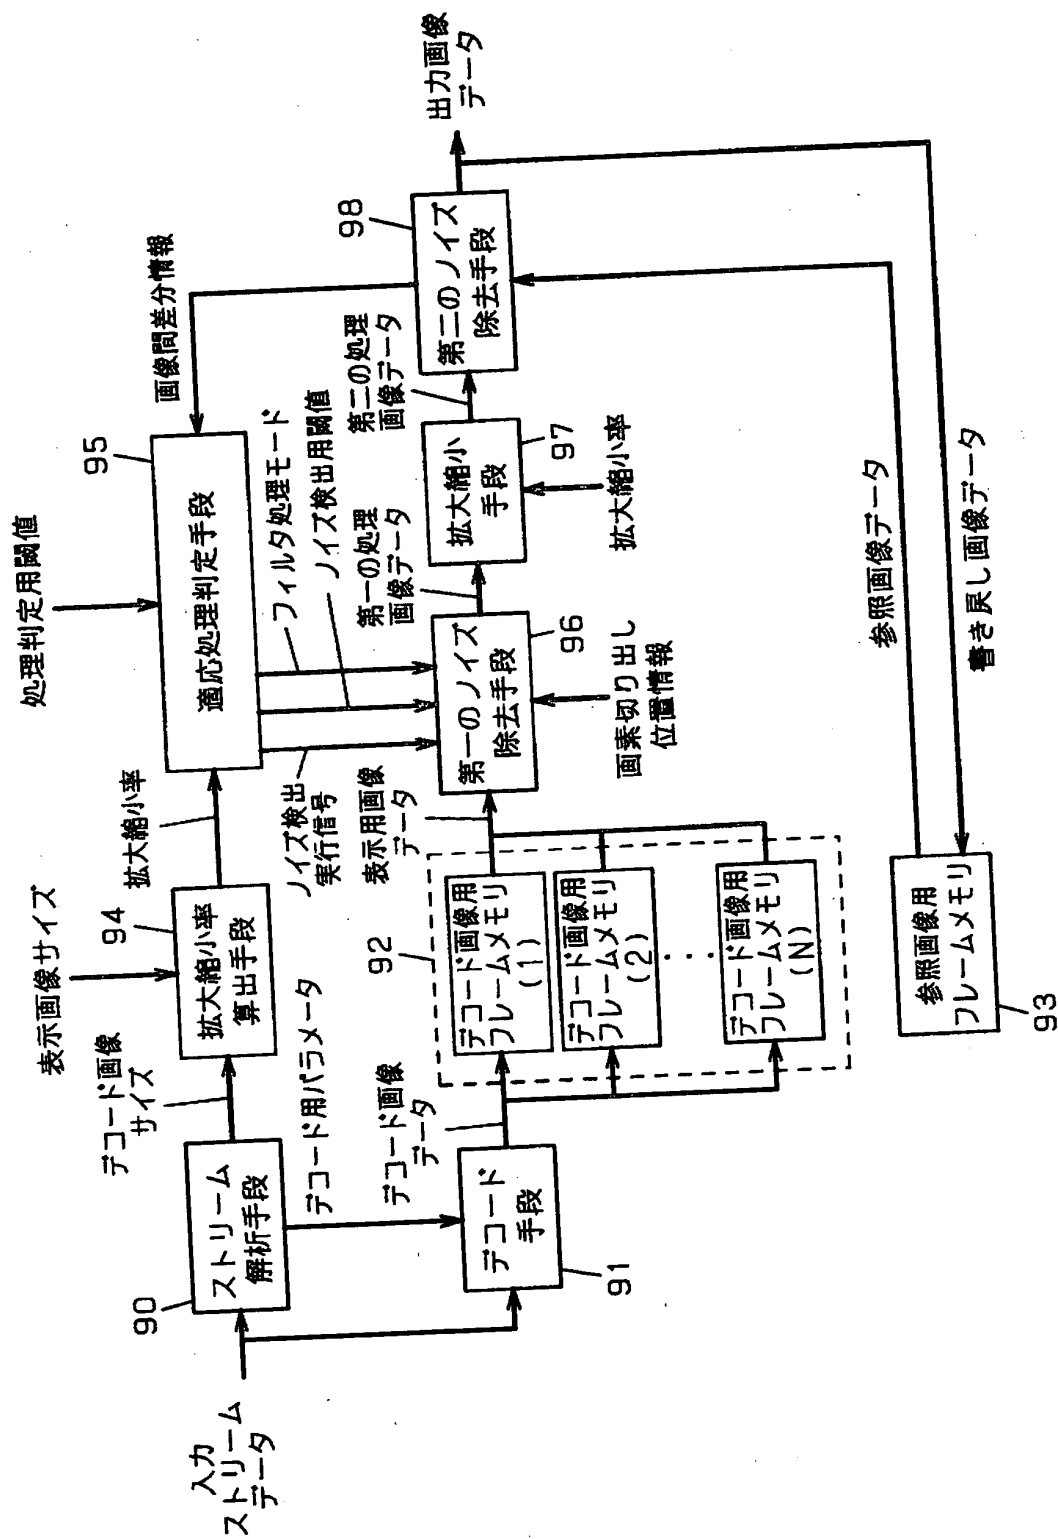 入力
ストリーム
データ
90
ストリーム
解析手段
デコード画像
サイズ
表示画像サイズ
94
拡大縮小率
算出手段
拡大縮小率
処理判定用閾値
95
適応処理判定手段
画像間差分情報
デコード用パラメータ
デコード
手段
91
デコード画像
データ
92
デコード画像用
フレームメモリ
(1)
デコード画像用
フレームメモリ
(2)
・・・
デコード画像用
フレームメモリ
(N)
表示用画像
データ
ノイズ検出
実行信号
ノイズ検出用閾値
フィルタ処理モード
第一のノイズ
除去手段
96
画素切り出し
位置情報
第一の処理
画像データ
拡大縮小
手段
97
拡大縮小率
第二の処理
画像データ
第二のノイズ
除去手段
98
出力画像
データ
参照画像用
フレームメモリ
93
参照画像データ
書き戻し画像データ